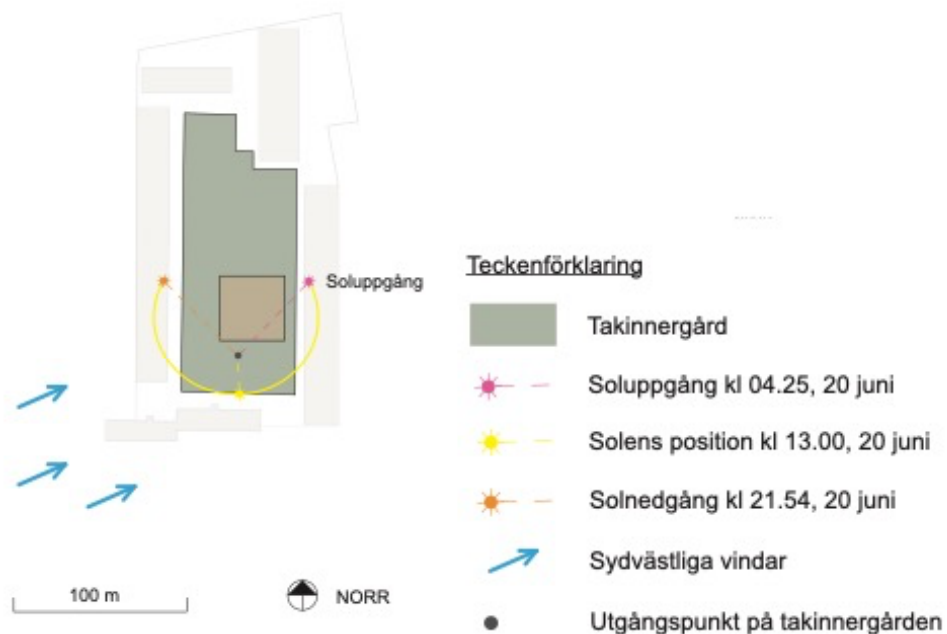 Soluppgång
Teckenförklaring
Takinnergård
Soluppgång kl 04.25, 20 juni
Solens position kl 13.00, 20 juni
Solnedgång kl 21.54, 20 juni
Sydvästliga vindar
Utgångspunkt på takinnergården
100 m
NORR